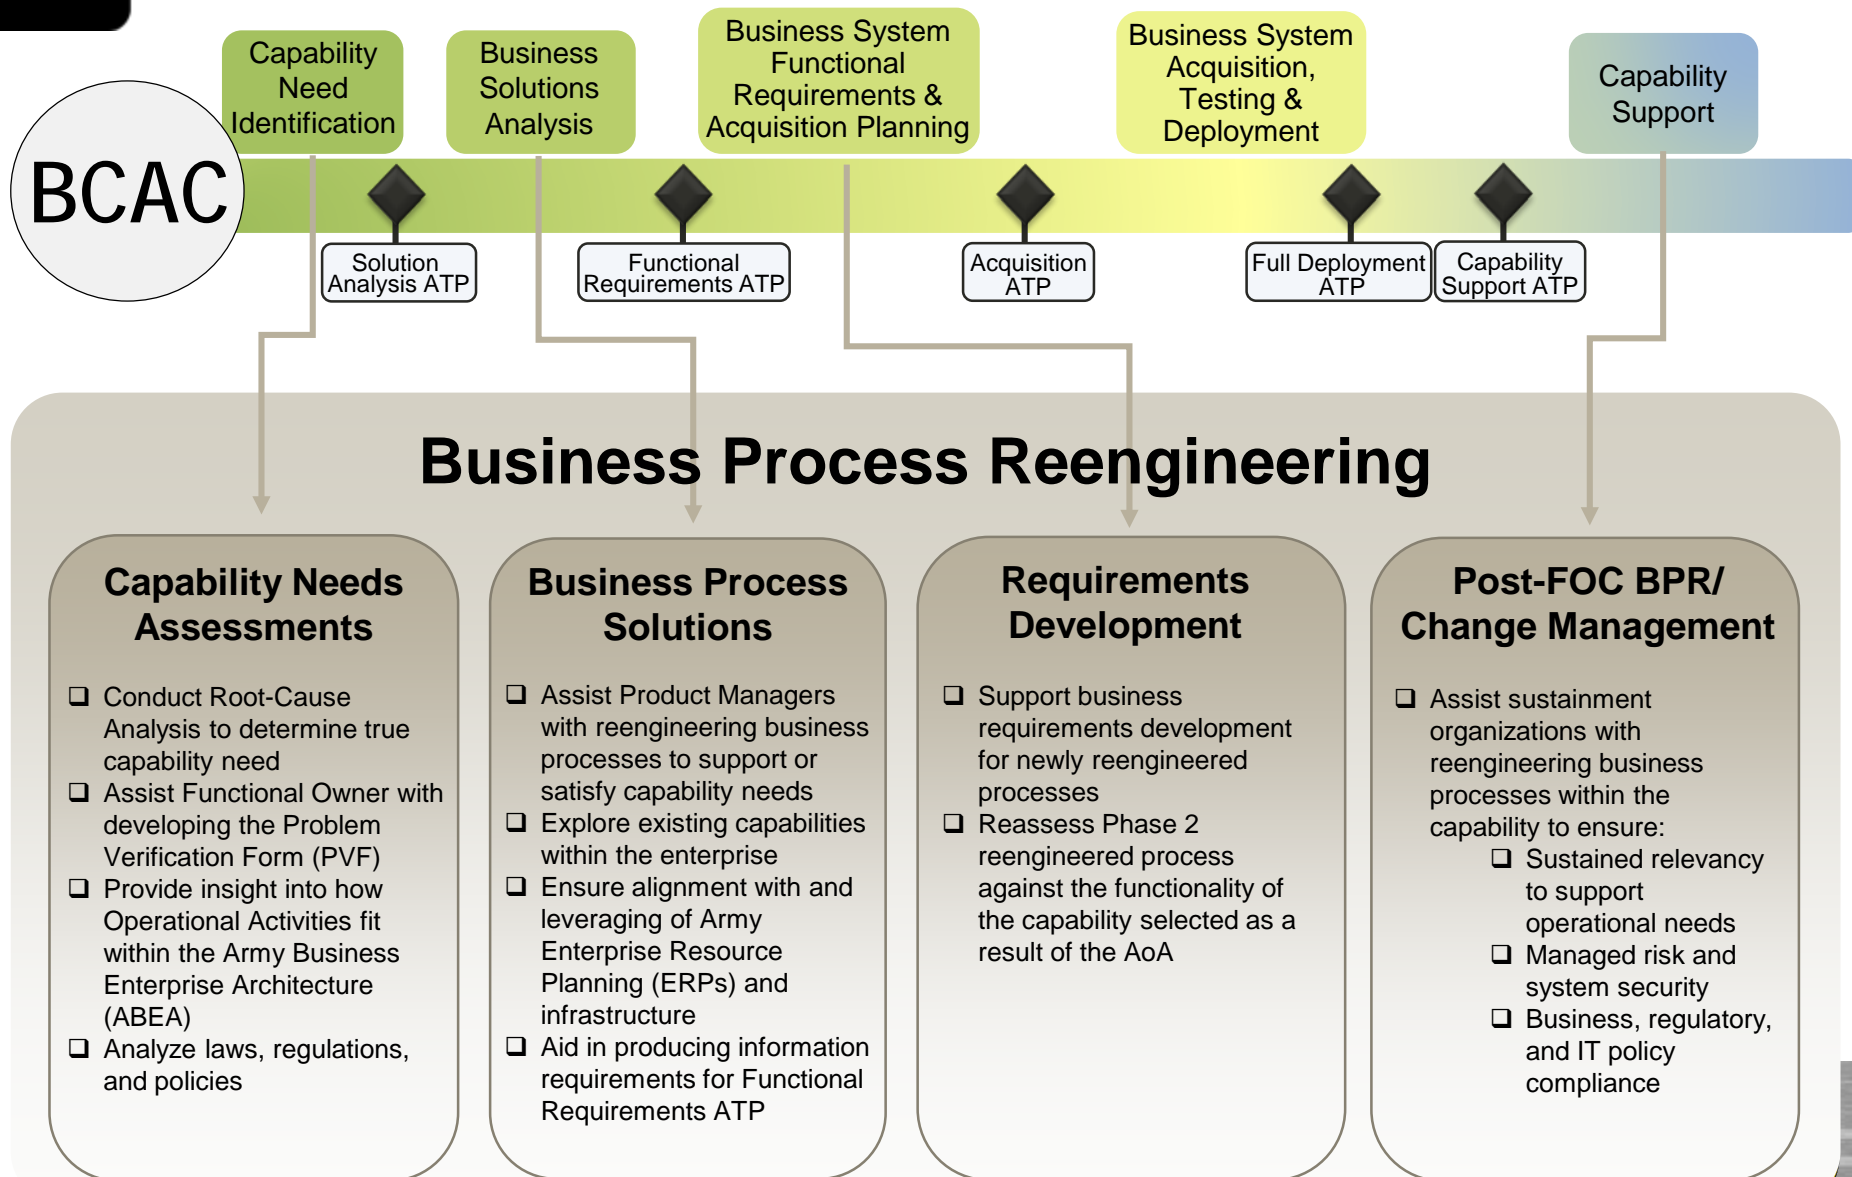 Capability
Need
Identification
Business
Solutions
Analysis
Business System
Functional
Requirements &
Acquisition Planning
Business System
Acquisition,
Testing &
Deployment
Capability
Support
BCAC
Solution
Analysis ATP
Functional
Requirements ATP
Acquisition
ATP
Full Deployment
ATP
Capability
Support ATP
Business Process Reengineering
Capability Needs
Assessments
❑ Conduct Root-Cause
Analysis to determine true
capability need
❑ Assist Functional Owner with
developing the Problem
Verification Form (PVF)
❑ Provide insight into how
Operational Activities fit
within the Army Business
Enterprise Architecture
(ABEA)
❑ Analyze laws, regulations,
and policies
Business Process
Solutions
❑ Assist Product Managers
with reengineering business
processes to support or
satisfy capability needs
❑ Explore existing capabilities
within the enterprise
❑ Ensure alignment with and
leveraging of Army
Enterprise Resource
Planning (ERPs) and
infrastructure
❑ Aid in producing information
requirements for Functional
Requirements ATP
Requirements
Development
❑ Support business
requirements development
for newly reengineered
processes
❑ Reassess Phase 2
reengineered process
against the functionality of
the capability selected as a
result of the AoA
Post-FOC BPR/
Change Management
❑ Assist sustainment
organizations with
reengineering business
processes within the
capability to ensure:
❑ Sustained relevancy
to support
operational needs
❑ Managed risk and
system security
❑ Business, regulatory,
and IT policy
compliance